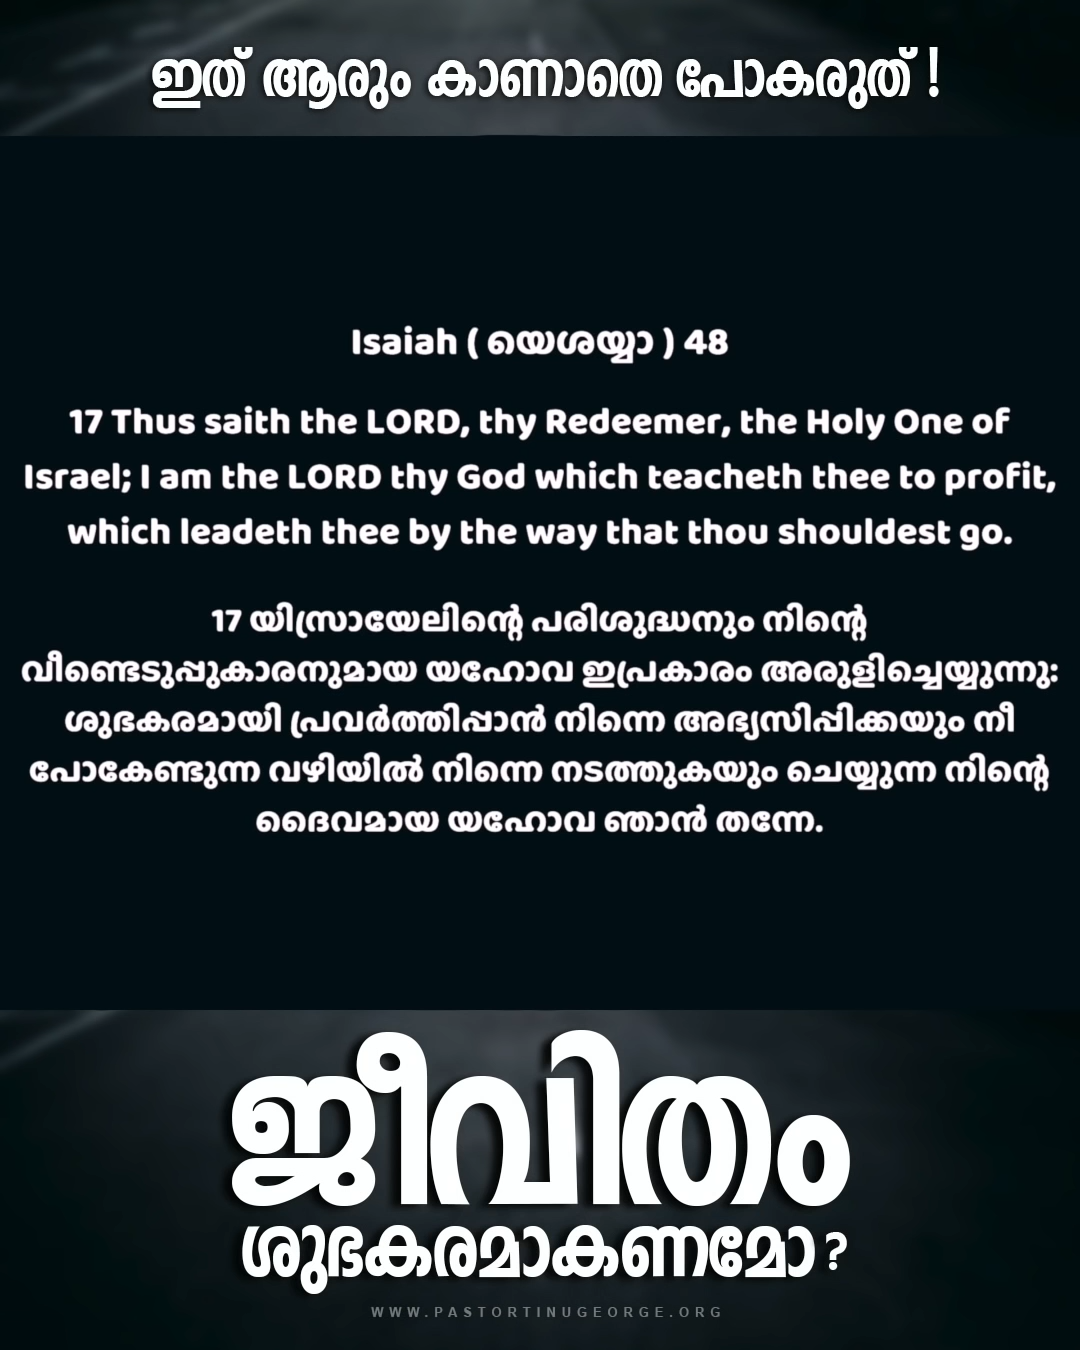 ഇത് ആരും കാണാതെ പോകരുത് !
Isaiah ( യെശയ്യാ ) 48
17 Thus saith the LORD, thy Redeemer, the Holy One of
Israel; I am the LORD thy God which teacheth thee to profit,
which leadeth thee by the way that thou shouldest go.
17 യിസ്രായേലിന്റെ പരിശുദ്ധനും നിന്റെ
വീണ്ടെടുപ്പുകാരനുമായ യഹോവ ഇപ്രകാരം അരുളിച്ചെയ്യുന്നു:
ശുഭകരമായി പ്രവർത്തിപ്പാൻ നിന്നെ അഭ്യസിപ്പിക്കയും നീ
പോകേണ്ടുന്ന വഴിയിൽ നിന്നെ നടത്തുകയും ചെയ്യുന്ന നിന്റെ
ദൈവമായ യഹോവ ഞാൻ തന്നേ.
ജീവിതം
ശുഭകരമാകണമോ ?
WWW.PASTORTINUGEORGE.ORG